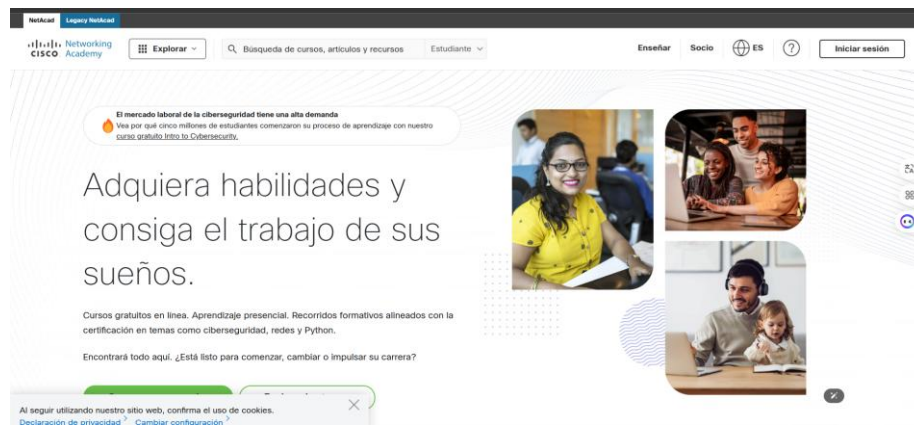 NetAcad Legacy NetAcad
CISCO Networking Academy
Explorar
Búsqueda de cursos, artículos y recursos
Estudiante
Enseñar
Socio
ES
Iniciar sesión
El mercado laboral de la ciberseguridad tiene una alta demanda
Vea por qué cinco millones de estudiantes comenzaron su proceso de aprendizaje con nuestro
curso gratuito Intro to Cybersecurity.
Adquiera habilidades y
consiga el trabajo de sus
sueños.
Cursos gratuitos en línea. Aprendizaje presencial. Recorridos formativos alineados con la
certificación en temas como ciberseguridad, redes y Python.
Encontrará todo aquí. ¿Está listo para comenzar, cambiar o impulsar su carrera?
Al seguir utilizando nuestro sitio web, confirma el uso de cookies.
Declaración de privacidad Cambiar configuración